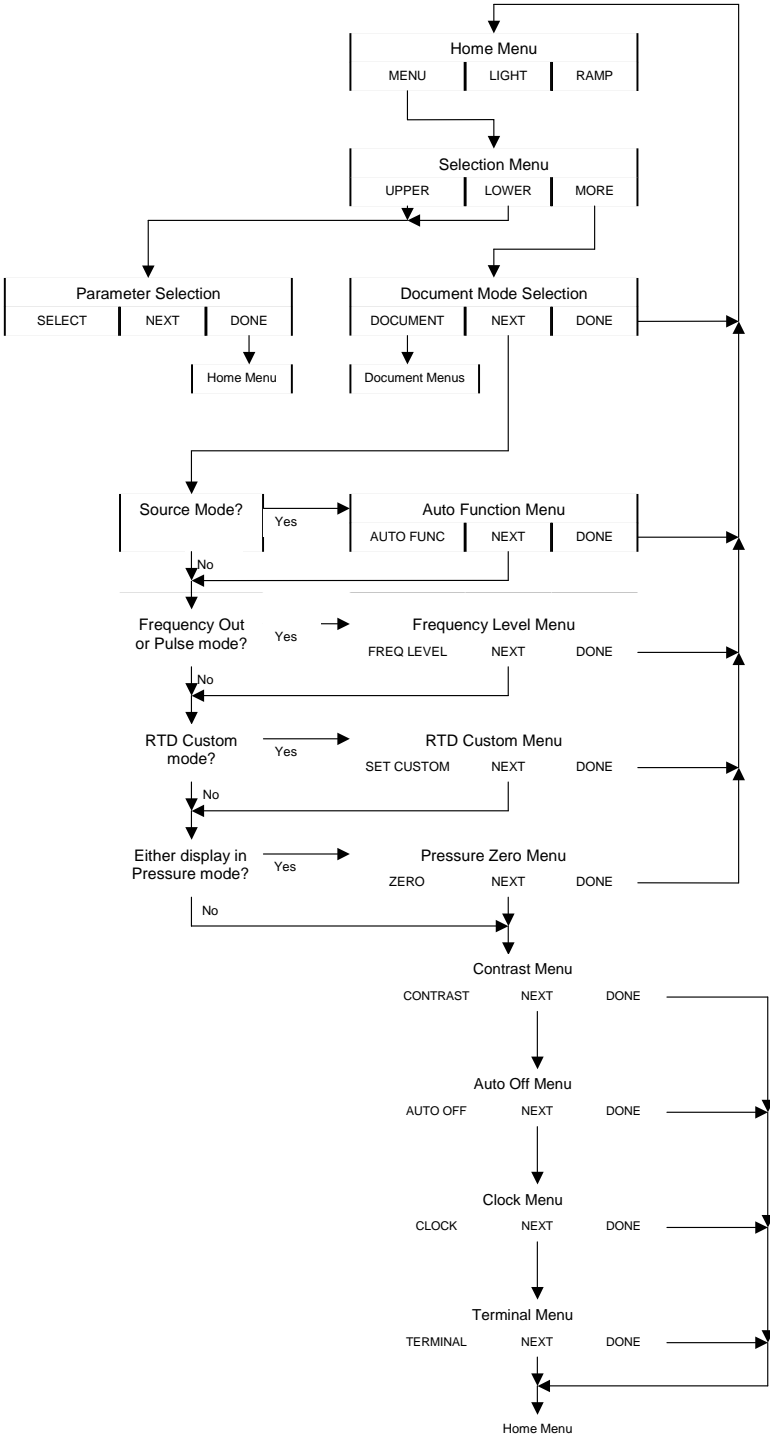 Home Menu
MENU LIGHT RAMP
Selection Menu
UPPER LOWER MORE
Parameter Selection
SELECT NEXT DONE
Home Menu
Document Mode Selection
DOCUMENT NEXT DONE
Document Menus
Source Mode?
Yes
No
Auto Function Menu
AUTO FUNC NEXT DONE
Frequency Out
or Pulse mode?
Yes
No
Frequency Level Menu
FREQ LEVEL NEXT DONE
RTD Custom
mode?
Yes
No
RTD Custom Menu
SET CUSTOM NEXT DONE
Either display in
Pressure mode?
Yes
No
Pressure Zero Menu
ZERO NEXT DONE
Contrast Menu
CONTRAST NEXT DONE
Auto Off Menu
AUTO OFF NEXT DONE
Clock Menu
CLOCK NEXT DONE
Terminal Menu
TERMINAL NEXT DONE
Home Menu